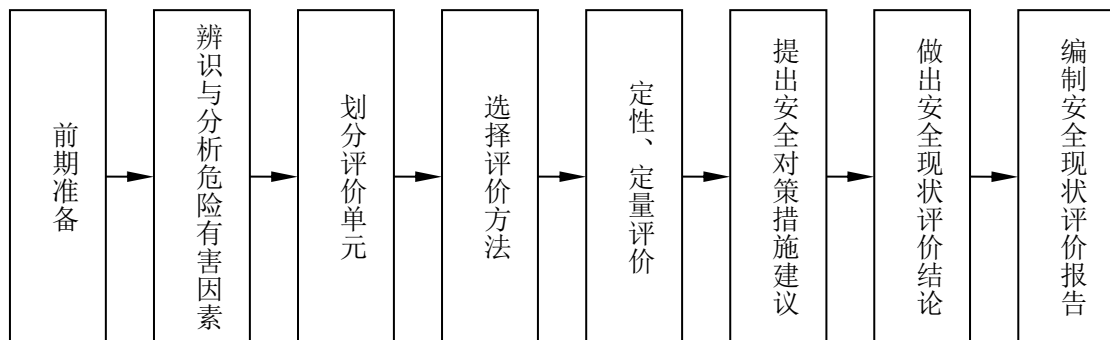 前期准备
辨识与分析危险有害因素
划分评价单元
选择评价方法
定性、定量评价
提出安全对策措施建议
做出安全现状评价结论
编制安全现状评价报告